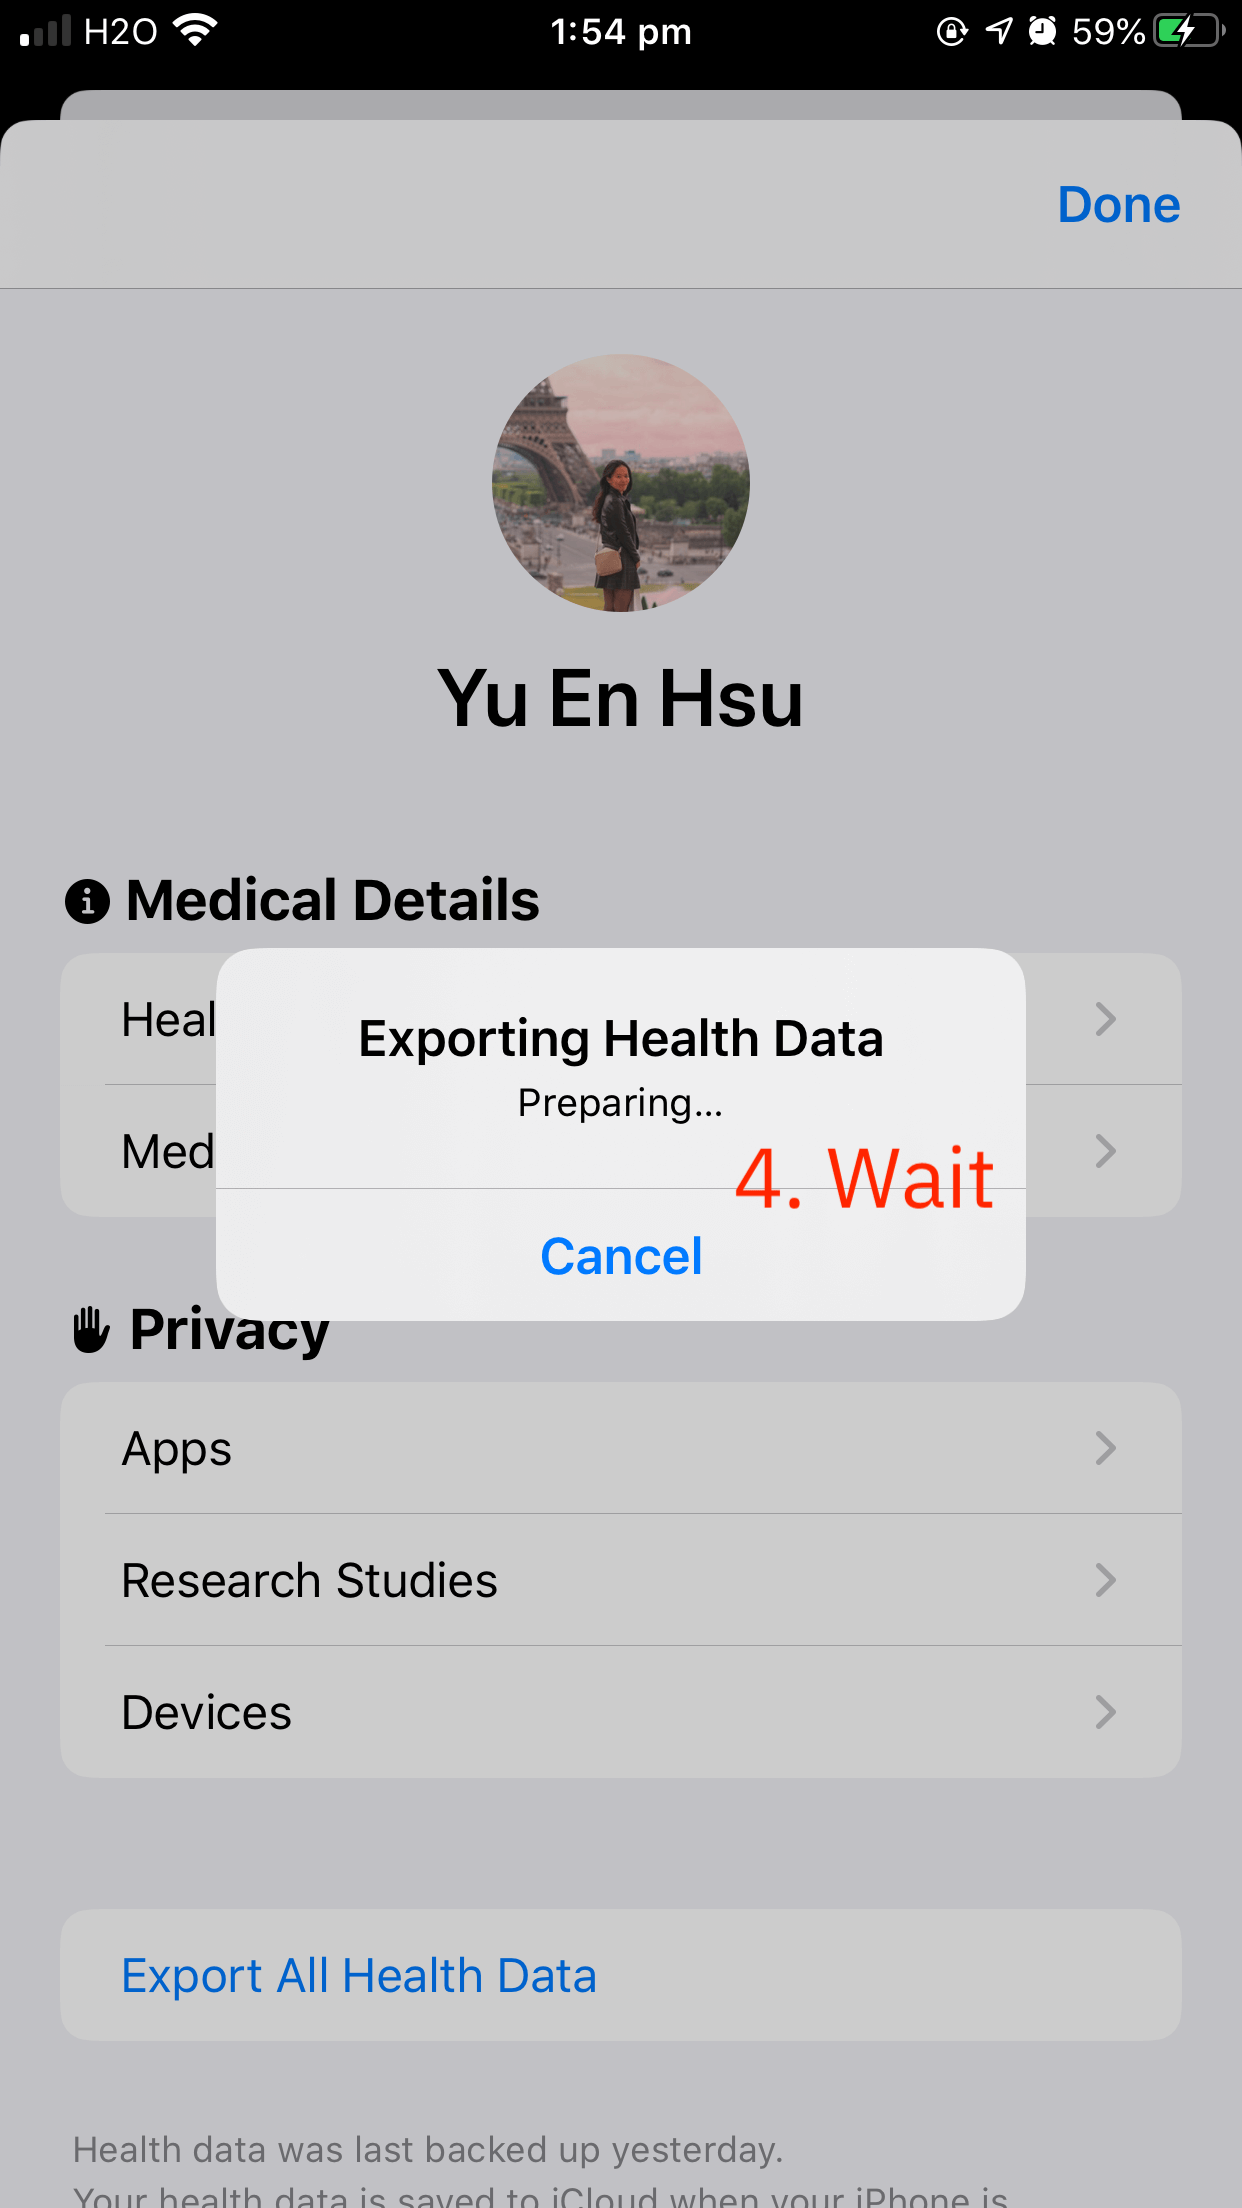 H2O 1:54 pm 59%
Done
Yu En Hsu
Medical Details
Heal
Exporting Health Data
Preparing...
Med
4. Wait
Cancel
Privacy
Apps
Research Studies
Devices
Export All Health Data
Health data was last backed up yesterday.
Your health data is saved to iCloud when your iPhone is